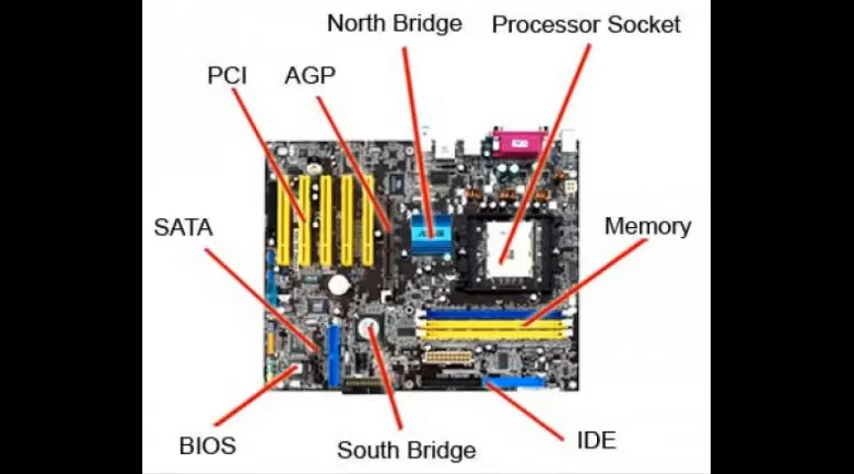 North Bridge
Processor Socket
PCI
AGP
SATA
Memory
BIOS
South Bridge
IDE